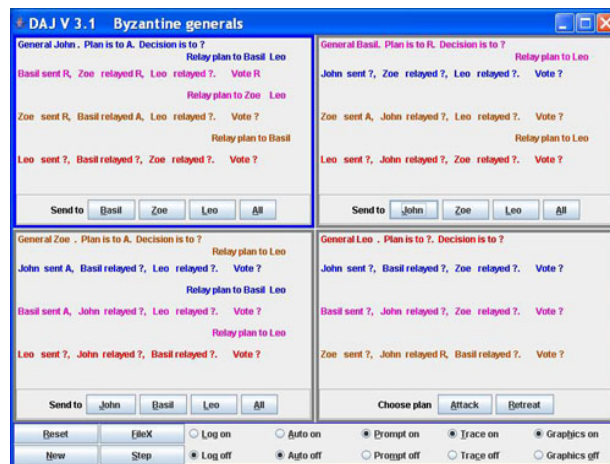 DAJ V 3.1 Byzantine generals
General John . Plan is to A. Decision is to ?
Relay plan to Basil Leo
Basil sent R, Zoe relayed R, Leo relayed ?. Vote R
Relay plan to Zoe Leo
Zoe sent R, Basil relayed A, Leo relayed ?. Vote ?
Relay plan to Basil
Leo sent ?, Basil relayed ?, Zoe relayed ?. Vote ?
Send to Basil Zoe Leo All
General Basil. Plan is to R. Decision is to ?
Relay plan to Leo
John sent ?, Zoe relayed ?, Leo relayed ?. Vote ?
Zoe sent A, John relayed ?, Leo relayed ?. Vote ?
Relay plan to Leo
Leo sent ?, John relayed ?, Zoe relayed ?. Vote ?
Send to John Zoe Leo All
General Zoe . Plan is to A. Decision is to ?
Relay plan to Leo
John sent A, Basil relayed ?, Leo relayed ?. Vote ?
Relay plan to Basil Leo
Basil sent A, John relayed ?, Leo relayed ?. Vote ?
Relay plan to Leo
Leo sent ?, John relayed ?, Basil relayed ?. Vote ?
Send to John Basil Leo All
General Leo . Plan is to ?. Decision is to ?
John sent ?, Basil relayed ?, Zoe relayed ?. Vote ?
Basil sent ?, John relayed ?, Zoe relayed ?. Vote ?
Zoe sent ?, John relayed R, Basil relayed ?. Vote ?
Choose plan Attack Retreat
Reset FileX Log on Auto on Prompt on Trace on Graphics on
New Step Log off Auto off Prompt off Trace off Graphics off